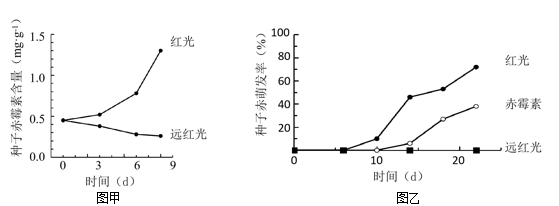 种子赤霉素含量 (mg·g⁻¹)
1.5
1.0
0.5
0.0
红光
远红光
0 3 6 9
时间 (d)
图甲
种子赤萌发率 (%)
100
80
60
40
20
红光
赤霉素
远红光
0 10 20
时间 (d)
图乙